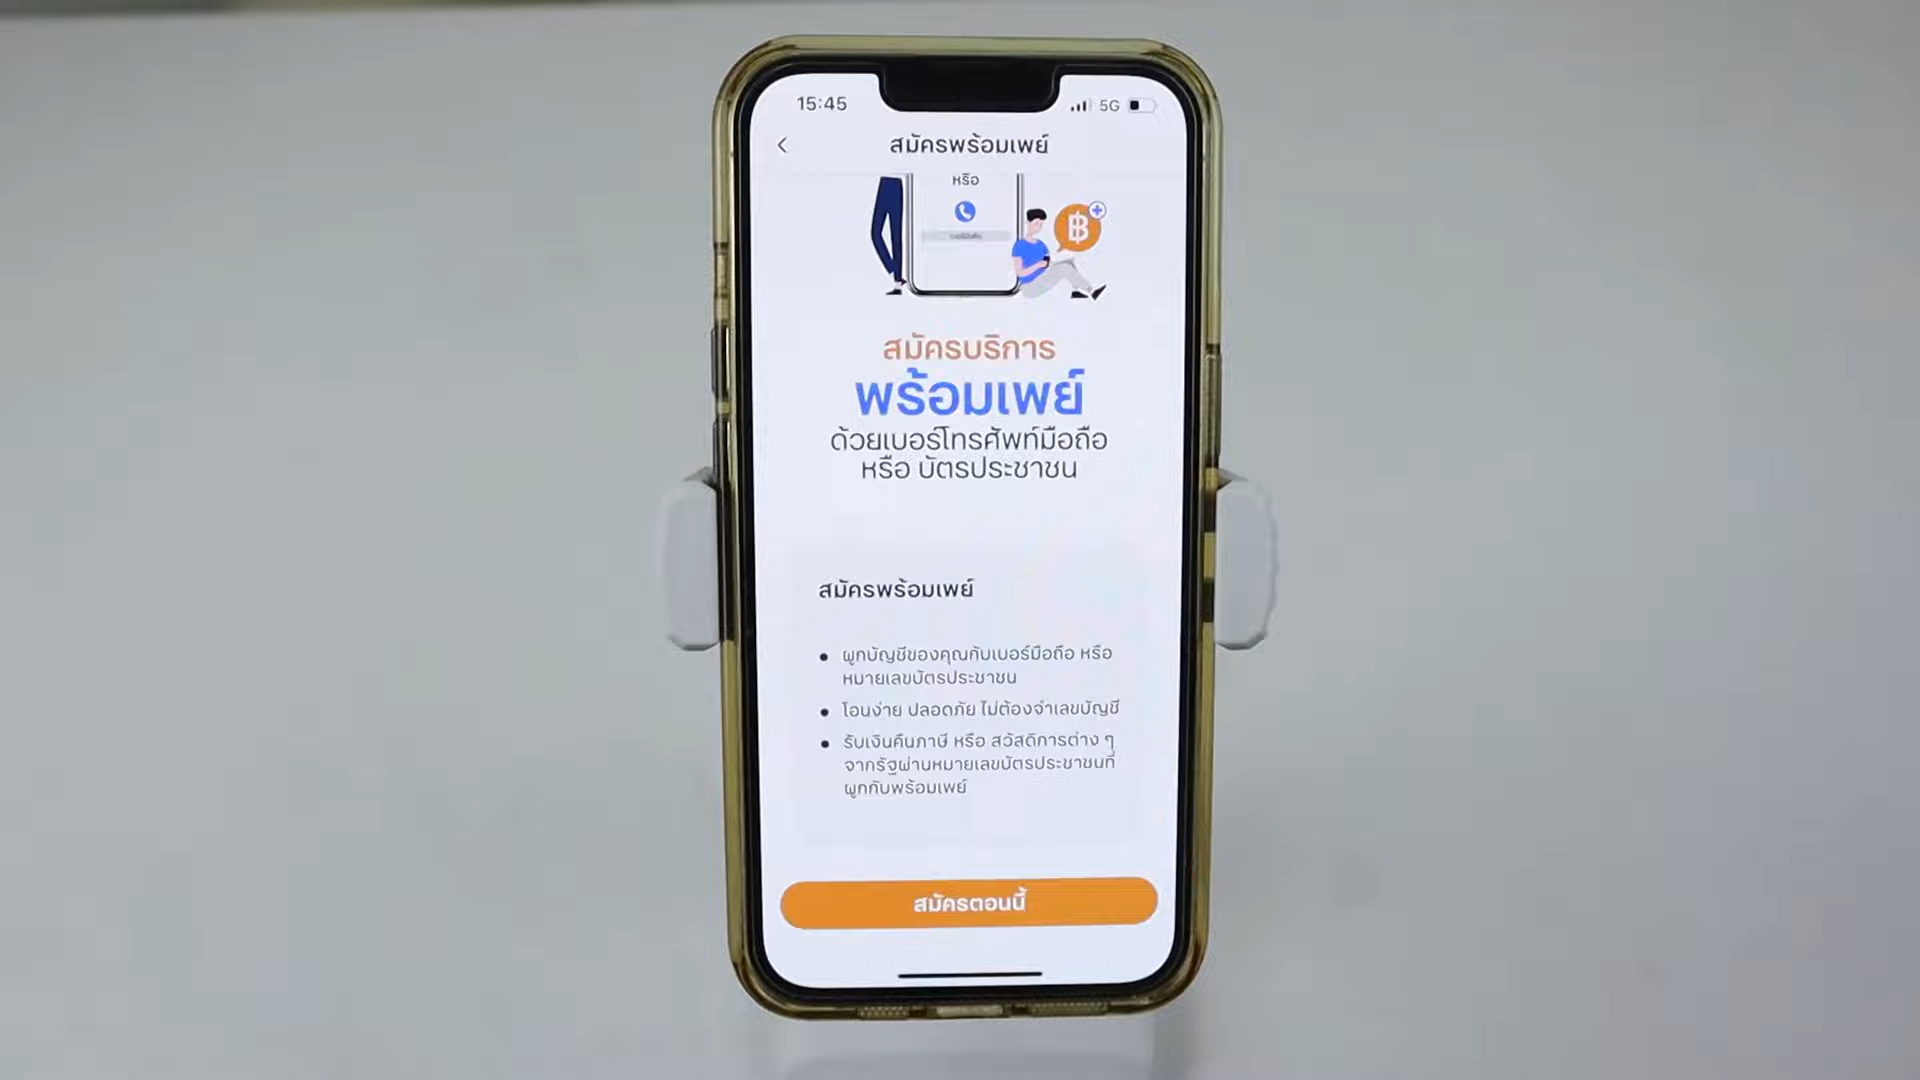 15:45
5G
สมัครพร้อมเพย์
หรือ
สมัครบริการ
พร้อมเพย์
ด้วยเบอร์โทรศัพท์มือถือ
หรือ บัตรประชาชน
สมัครพร้อมเพย์
• ผูกบัญชีของคุณกับเบอร์มือถือ หรือ
หมายเลขบัตรประชาชน
• โอนง่าย ปลอดภัย ไม่ต้องจำเลขบัญชี
• รับเงินคืนภาษี หรือ สวัสดิการต่าง ๆ
จากรัฐผ่านหมายเลขบัตรประชาชนที่
ผูกกับพร้อมเพย์
สมัครตอนนี้